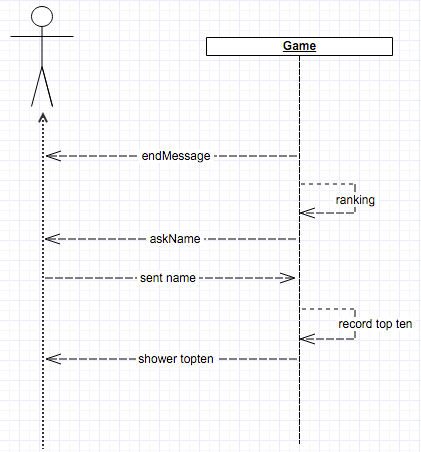 Game
endMessage
ranking
askName
sent name
record top ten
shower topten